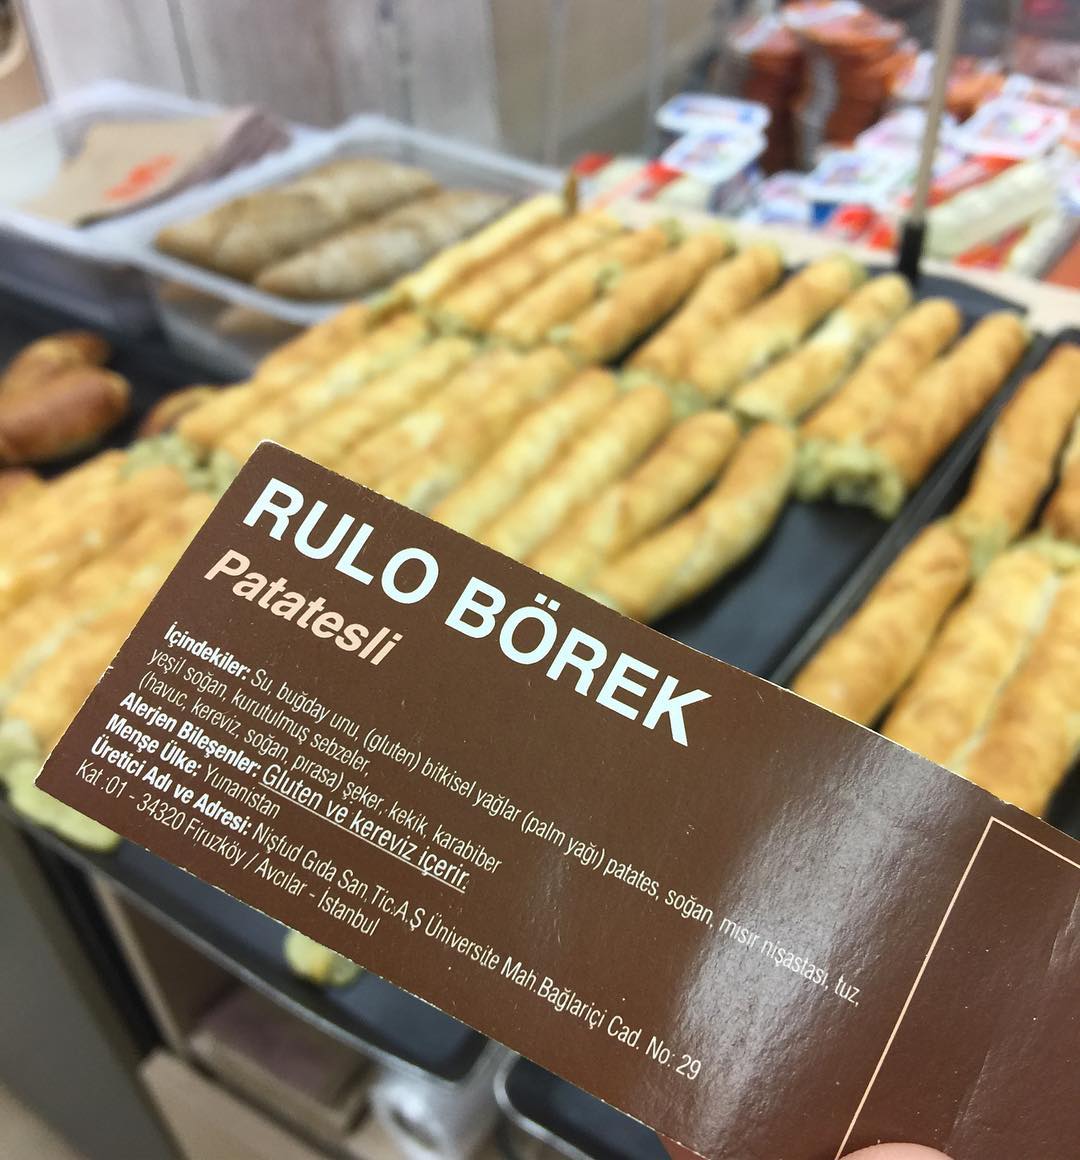 RULO BÖREK
Patatesli
İçindekiler: Su, buğday unu, (gluten) bitkisel yağlar (palm yağı) patates, soğan, mısır nişastası, tuz,
yeşil soğan, kurutulmuş sebzeler,
(havuc, kereviz, soğan, pırasa) şeker, kekik, karabiber
Alerjen Bileşenler: Gluten ve kereviz içerir.
Menşe Ülke: Yunanistan
Üretici Adı ve Adresi: Nişfud Gıda San.Tic.A.Ş Üniversite Mah.Bağlariçi Cad. No: 29
Kat :01 - 34320 Firuzköy / Avcılar - İstanbul